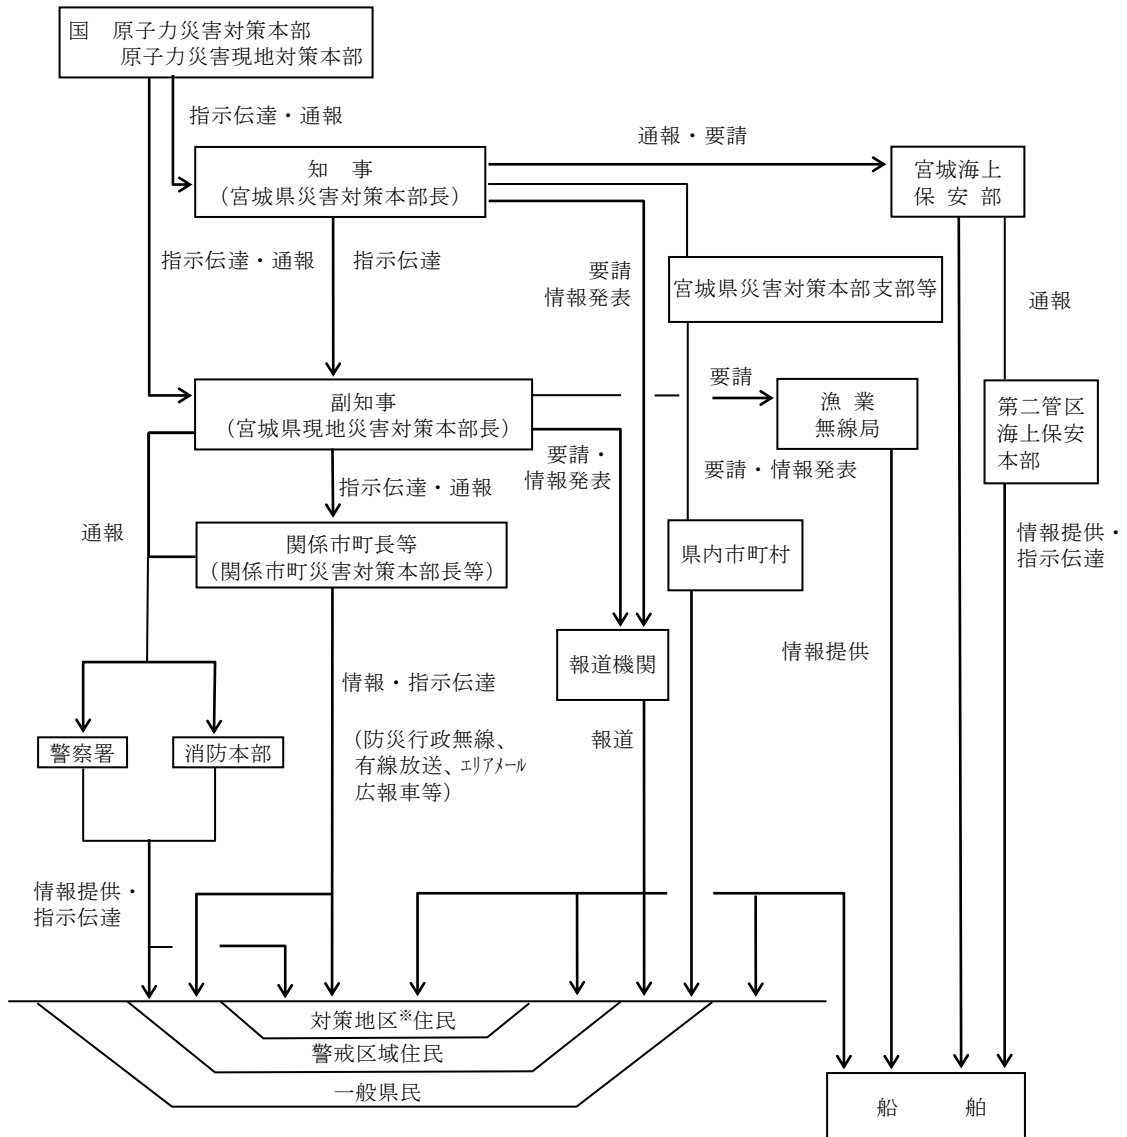 国　原子力災害対策本部
原子力災害現地対策本部
指示伝達・通報
通報・要請
知　事
(宮城県災害対策本部長)
宮城海上
保 安 部
指示伝達・通報
指示伝達
要請
情報発表
宮城県災害対策本部支部等
通報
要請
副知事
(宮城県現地災害対策本部長)
漁 業
無線局
第二管区
海上保安
本部
要請・
情報発表
要請・情報発表
指示伝達・通報
通報
関係市町長等
(関係市町災害対策本部長等)
県内市町村
情報提供・
指示伝達
報道機関
情報提供
情報・指示伝達
警察署
消防本部
(防災行政無線、
有線放送、ｴﾘｱﾒｰﾙ
広報車等)
報道
情報提供・
指示伝達
対策地区※住民
警戒区域住民
一般県民
船　　舶